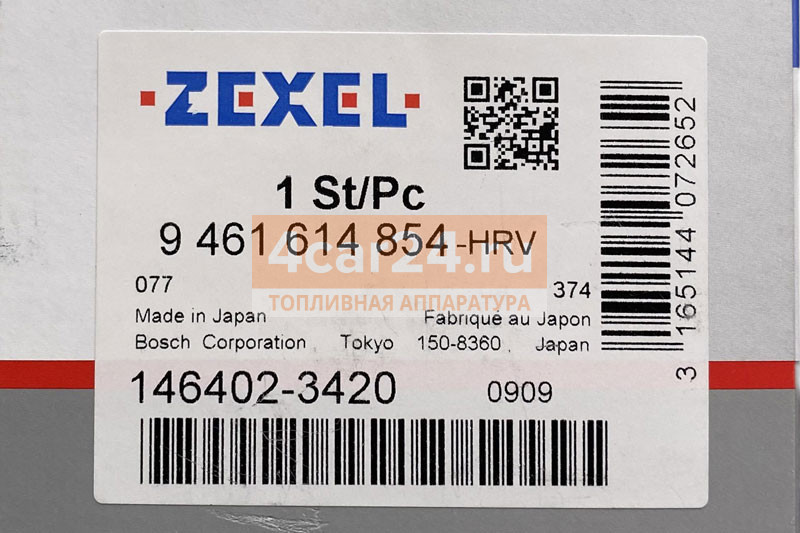 ZEXEL
1 St/Pc
9 461 614 854 -HRV
4car24.ru
ТОПЛИВНАЯ АППАРАТУРА
077 374
Made in Japan Fabriqué au Japon
Bosch Corporation Tokyo 150-8360 Japan
146402-3420 0909
3 165144 072652